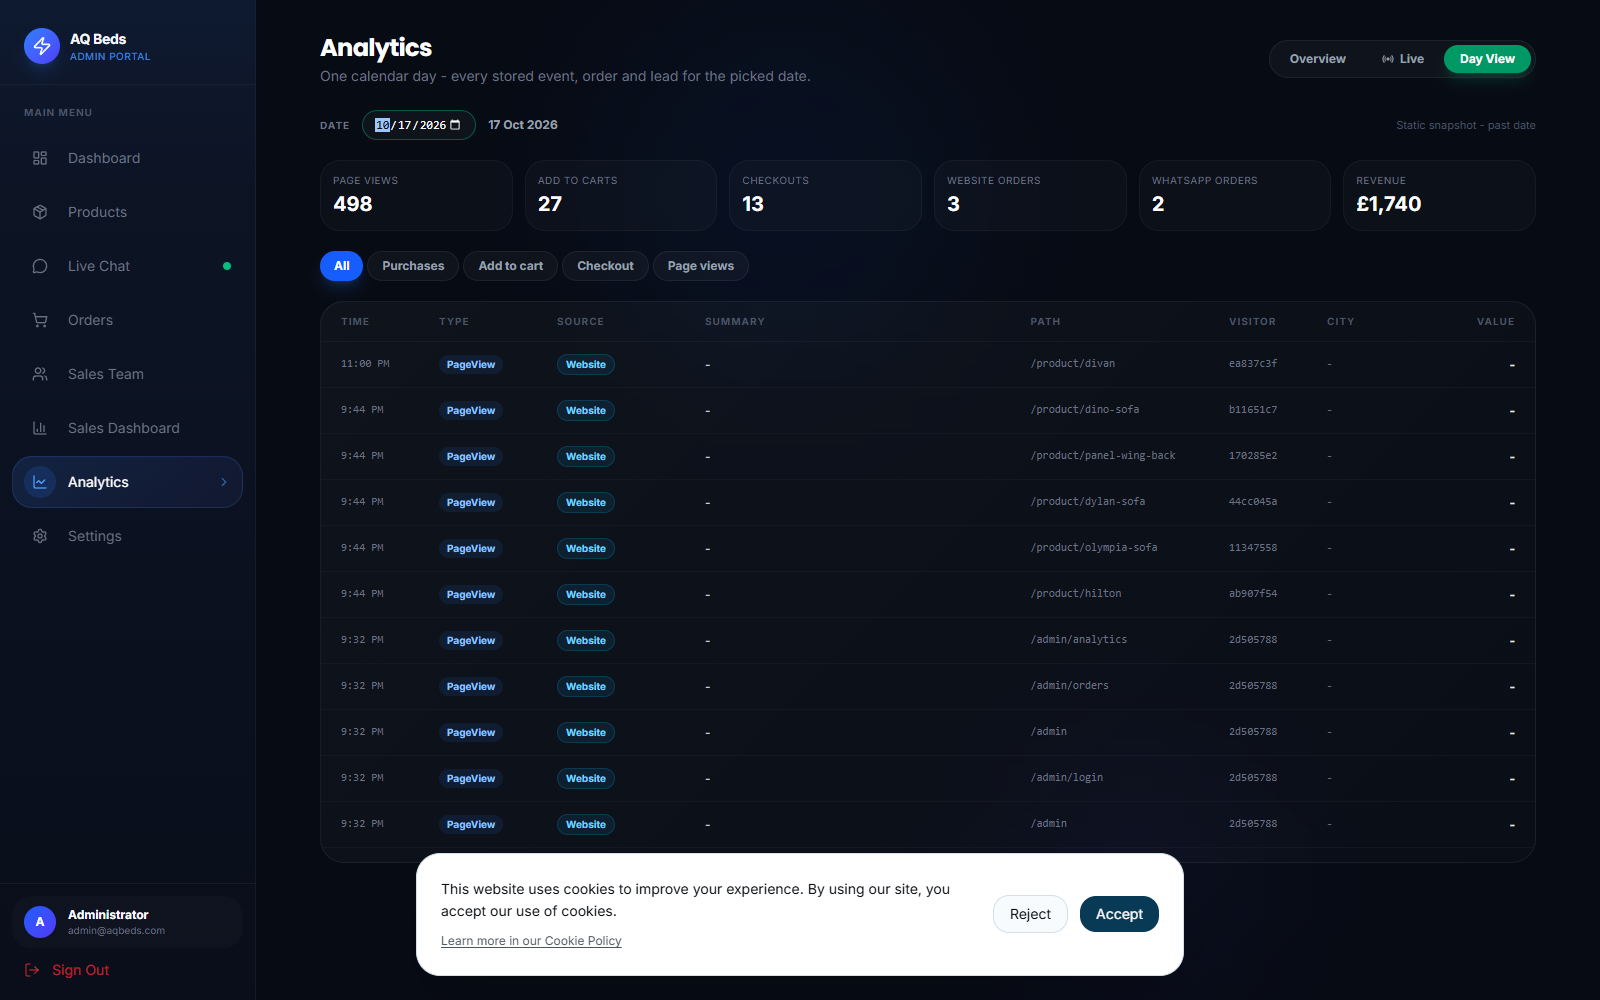 AQ Beds
ADMIN PORTAL
MAIN MENU
Dashboard
Products
Live Chat
Orders
Sales Team
Sales Dashboard
Analytics
Settings
A
Administrator
admin@aqbeds.com
Sign Out
Analytics
One calendar day - every stored event, order and lead for the picked date.
Overview Live Day View
DATE 10/17/2026 17 Oct 2026 Static snapshot - past date
PAGE VIEWS ADD TO CARTS CHECKOUTS WEBSITE ORDERS WHATSAPP ORDERS REVENUE
498 27 13 3 2 £1,740
All Purchases Add to cart Checkout Page views
TIME TYPE SOURCE SUMMARY PATH VISITOR CITY VALUE
11:00 PM PageView Website - /product/divan ea837c3f - -
9:44 PM PageView Website - /product/dino-sofa b11651c7 - -
9:44 PM PageView Website - /product/panel-wing-back 170285e2 - -
9:44 PM PageView Website - /product/dylan-sofa 44cc045a - -
9:44 PM PageView Website - /product/olympia-sofa 11347558 - -
9:44 PM PageView Website - /product/hilton ab907f54 - -
9:32 PM PageView Website - /admin/analytics 2d505788 - -
9:32 PM PageView Website - /admin/orders 2d505788 - -
9:32 PM PageView Website - /admin 2d505788 - -
9:32 PM PageView Website - /admin/login 2d505788 - -
9:32 PM PageView Website - /admin 2d505788 - -
This website uses cookies to improve your experience. By using our site, you
accept our use of cookies.
Learn more in our Cookie Policy
Reject Accept